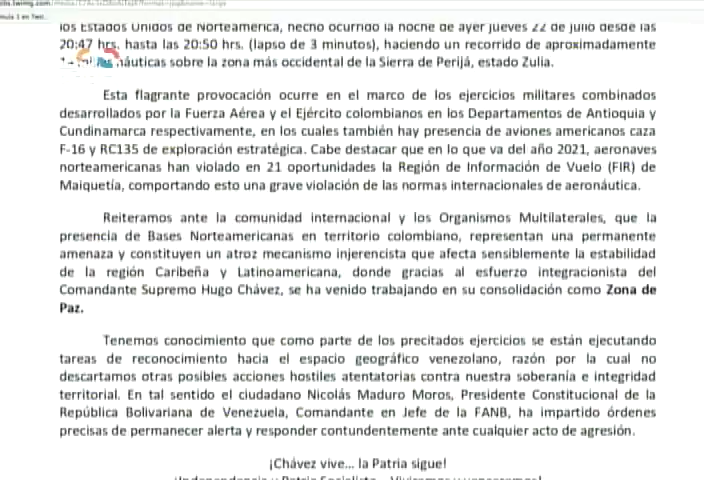 los Estados Unidos de Norteamérica, hecho ocurrido la noche de ayer jueves 22 de julio desde las
20:47 hrs. hasta las 20:50 hrs. (lapso de 3 minutos), haciendo un recorrido de aproximadamente
náuticas sobre la zona más occidental de la Sierra de Perijá, estado Zulia.
Esta flagrante provocación ocurre en el marco de los ejercicios militares combinados
desarrollados por la Fuerza Aérea y el Ejército colombianos en los Departamentos de Antioquia y
Cundinamarca respectivamente, en los cuales también hay presencia de aviones americanos caza
F-16 y RC135 de exploración estratégica. Cabe destacar que en lo que va del año 2021, aeronaves
norteamericanas han violado en 21 oportunidades la Región de Información de Vuelo (FIR) de
Maiquetía, comportando esto una grave violación de las normas internacionales de aeronáutica.
Reiteramos ante la comunidad internacional y los Organismos Multilaterales, que la
presencia de Bases Norteamericanas en territorio colombiano, representan una permanente
amenaza y constituyen un atroz mecanismo injerencista que afecta sensiblemente la estabilidad
de la región Caribeña y Latinoamericana, donde gracias al esfuerzo integracionista del
Comandante Supremo Hugo Chávez, se ha venido trabajando en su consolidación como Zona de
Paz.
Tenemos conocimiento que como parte de los precitados ejercicios se están ejecutando
tareas de reconocimiento hacia el espacio geográfico venezolano, razón por la cual no
descartamos otras posibles acciones hostiles atentatorias contra nuestra soberanía e integridad
territorial. En tal sentido el ciudadano Nicolás Maduro Moros, Presidente Constitucional de la
República Bolivariana de Venezuela, Comandante en Jefe de la FANB, ha impartido órdenes
precisas de permanecer alerta y responder contundentemente ante cualquier acto de agresión.
¡Chávez vive... la Patria sigue!